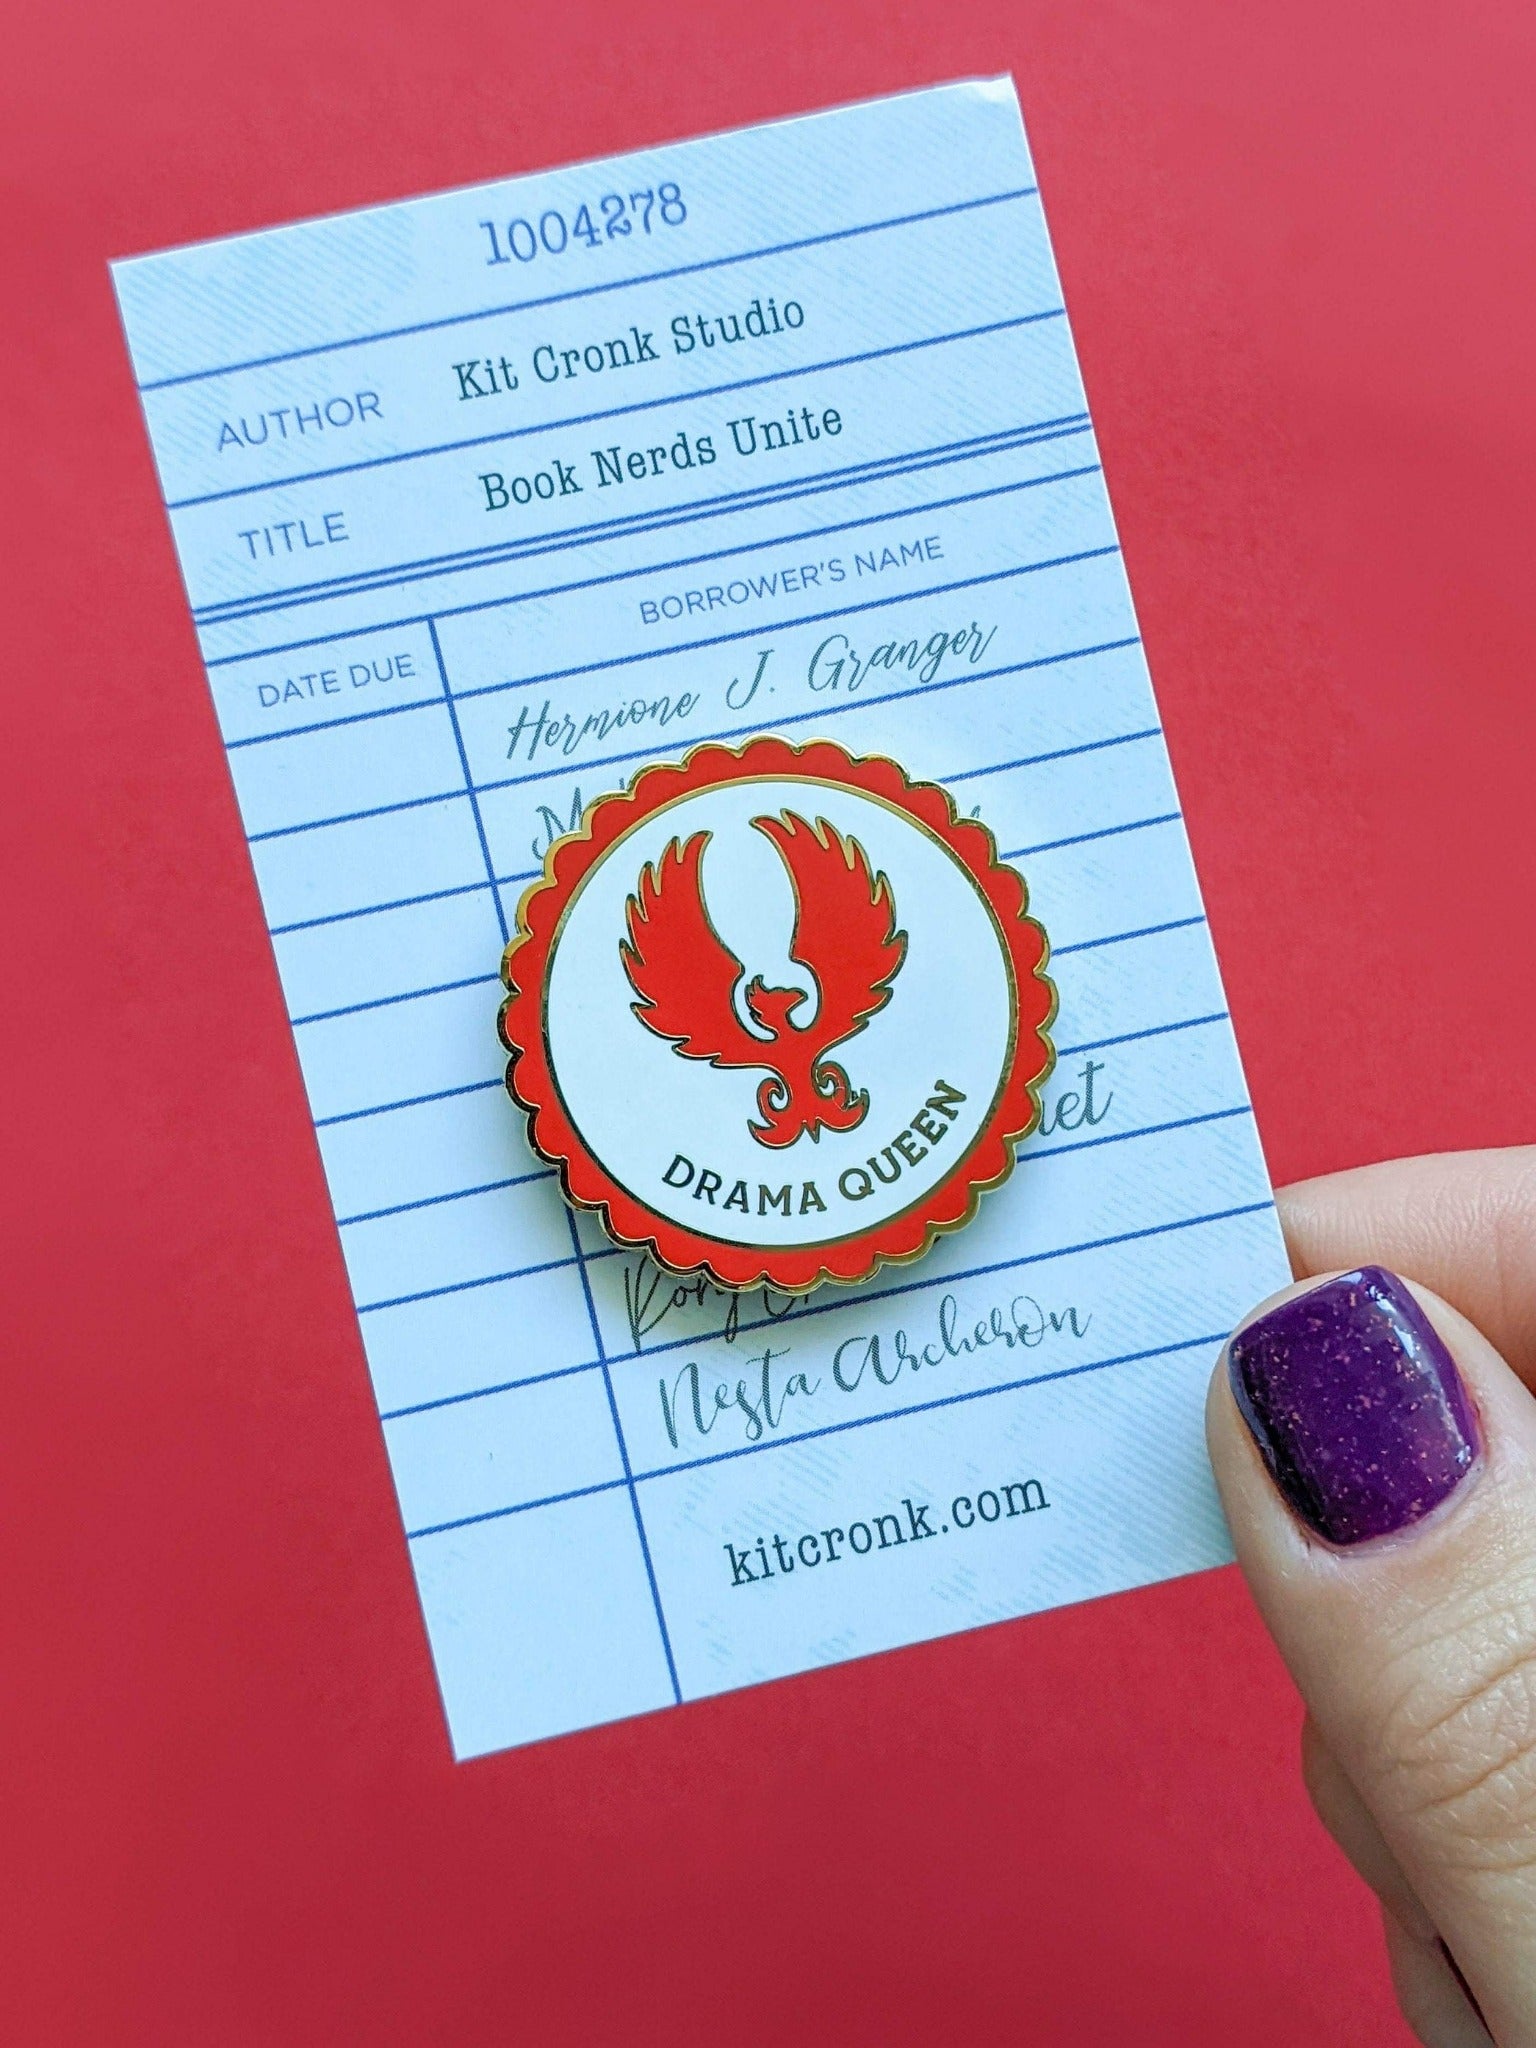 1004278
AUTHOR Kit Cronk Studio
TITLE Book Nerds Unite
BORROWER'S NAME
DATE DUE
Hermione J. Granger
DRAMA QUEEN
Rory
Nesta Archeron
kitcronk.com